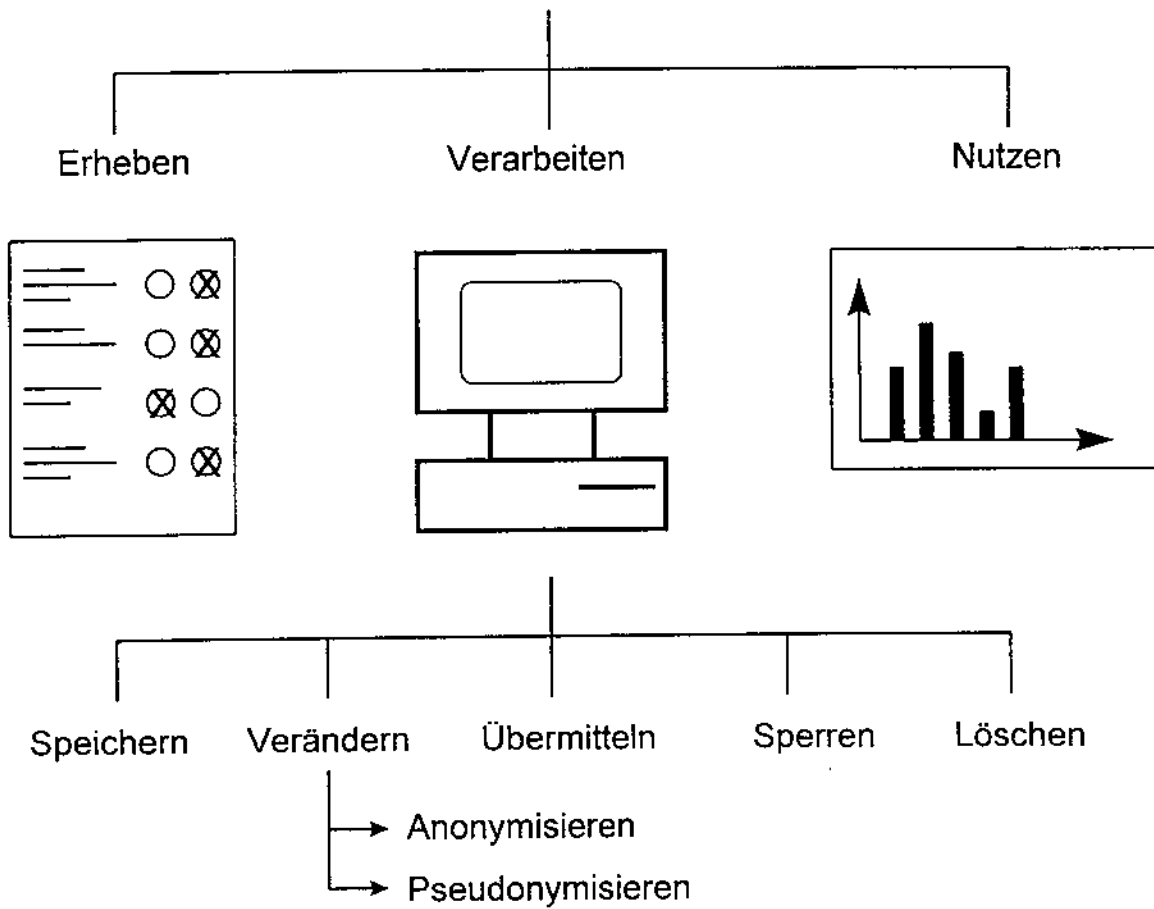 Erheben Verarbeiten Nutzen
Speichern Verändern Übermitteln Sperren Löschen
Anonymisieren
Pseudonymisieren